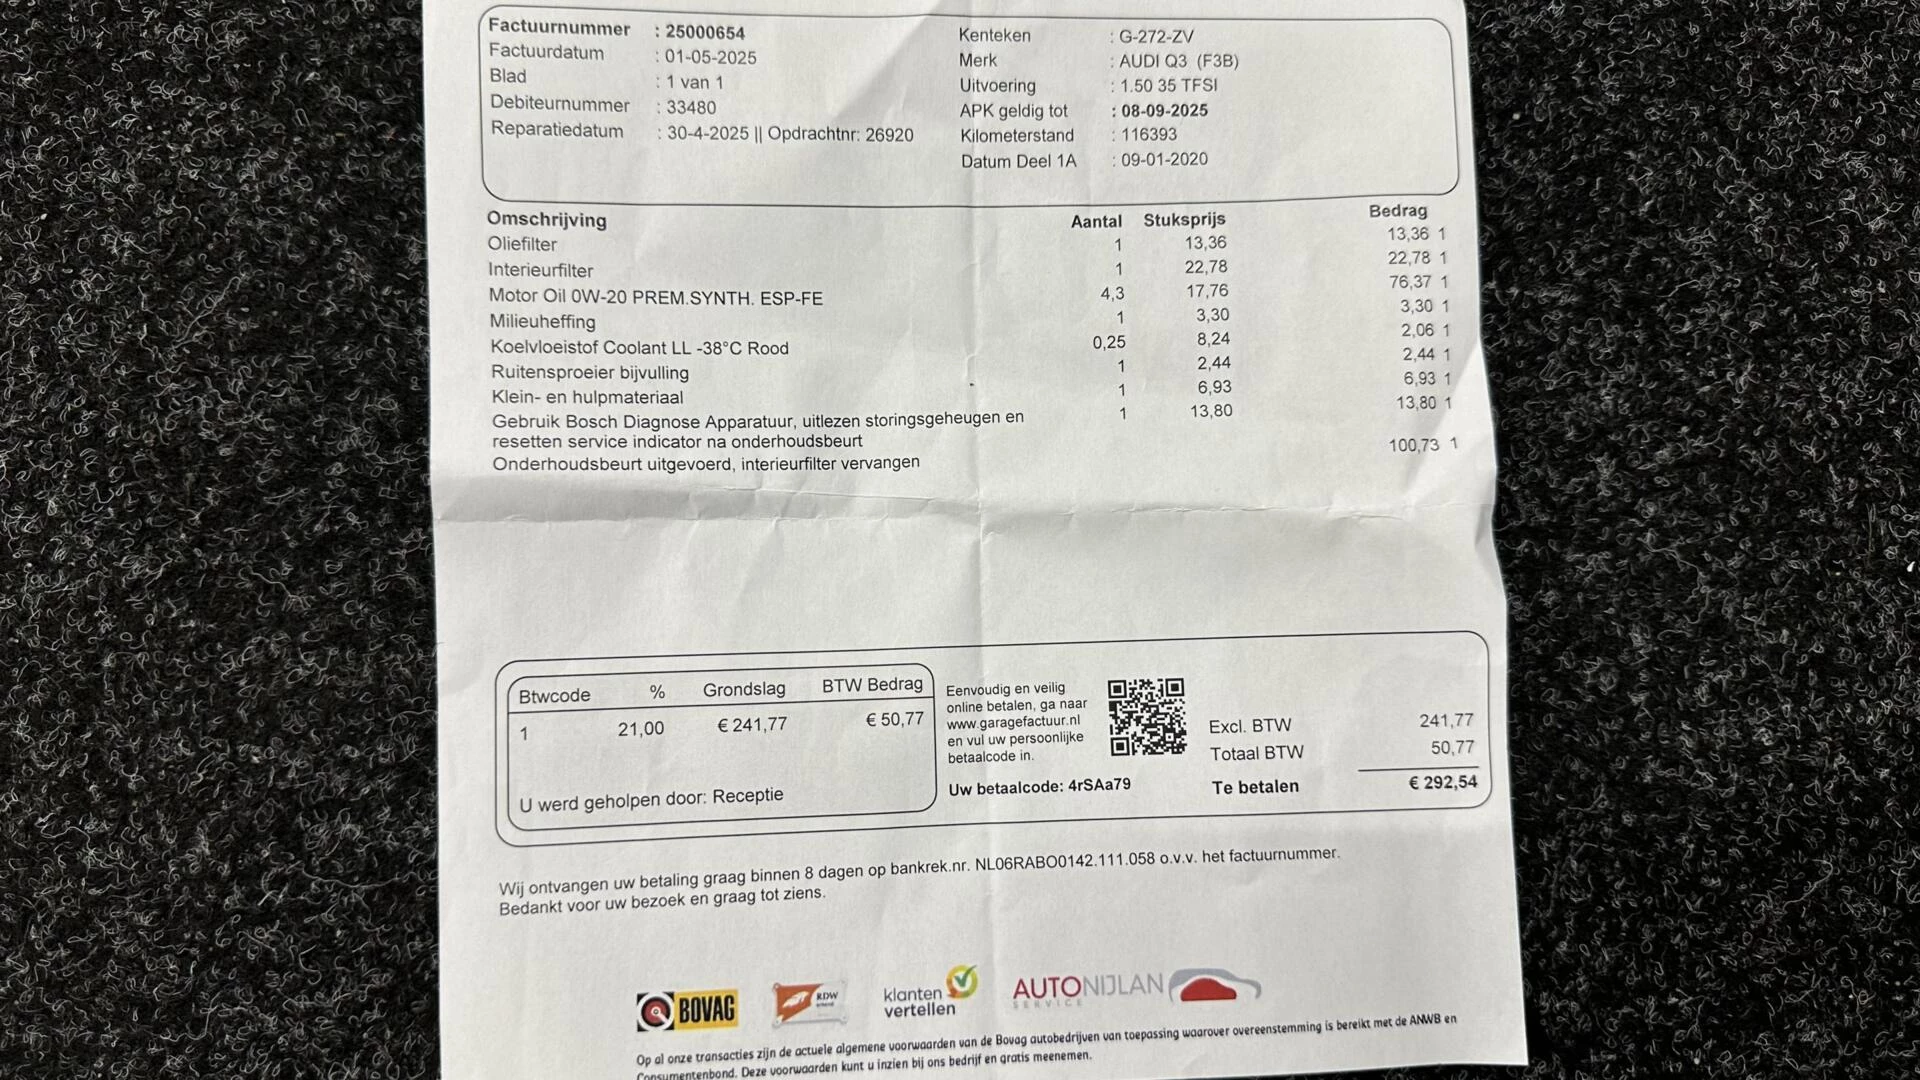 Factuurnummer : 25000654
Factuurdatum : 01-05-2025
Blad : 1 van 1
Debiteurnummer : 33480
Reparatiedatum : 30-4-2025 || Opdrachtnr: 26920
Kenteken : G-272-ZV
Merk : AUDI Q3 (F3B)
Uitvoering : 1.50 35 TFSI
APK geldig tot : 08-09-2025
Kilometerstand : 116393
Datum Deel 1A : 09-01-2020
Omschrijving Aantal Stuksprijs Bedrag
Oliefilter 1 13,36 13,36 1
Interieurfilter 1 22,78 22,78 1
Motor Oil 0W-20 PREM.SYNTH. ESP-FE 4,3 17,76 76,37 1
Milieuheffing 1 3,30 3,30 1
Koelvloeistof Coolant LL -38°C Rood 0,25 8,24 2,06 1
Ruitensproeier bijvulling 1 2,44 2,44 1
Klein- en hulpmateriaal 1 6,93 6,93 1
Gebruik Bosch Diagnose Apparatuur, uitlezen storingsgeheugen en 1 13,80 13,80 1
resetten service indicator na onderhoudsbeurt
Onderhoudsbeurt uitgevoerd, interieurfilter vervangen 100,73 1
Btwcode % Grondslag BTW Bedrag
1 21,00 € 241,77 € 50,77
U werd geholpen door: Receptie
Eenvoudig en veilig
online betalen, ga naar
www.garagefactuur.nl
en vul uw persoonlijke
betaalcode in.
Uw betaalcode: 4rSAa79
Excl. BTW 241,77
Totaal BTW 50,77
Te betalen € 292,54
Wij ontvangen uw betaling graag binnen 8 dagen op bankrek.nr. NL06RABO0142.111.058 o.v.v. het factuurnummer.
Bedankt voor uw bezoek en graag tot ziens.
BOVAG
RDW
klanten
vertellen
AUTONIJLAN
SERVICE
Op al onze transacties zijn de actuele algemene voorwaarden van de Bovag autobedrijven van toepassing waarover overeenstemming is bereikt met de ANWB en
Consumentenbond. Deze voorwaarden kunt u inzien bij ons bedrijf en gratis meenemen.